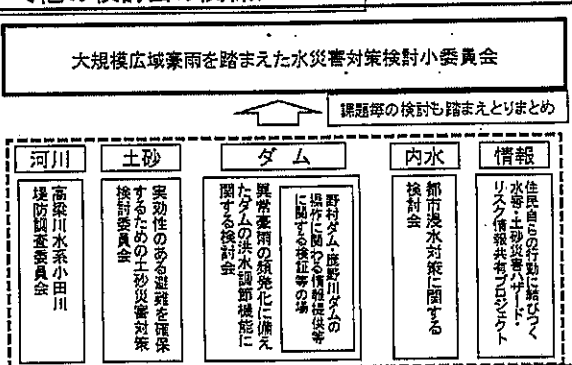 大規模広域豪雨を踏まえた水災害対策検討小委員会
課題毎の検討も踏まえとりまとめ
河川
高梁川水系小田川
堤防調査委員会
土砂
実効性のある避難を確保
するための土砂災害対策
検討委員会
ダム
異常豪雨の頻発化に備え
たダムの洪水調節機能に
関する検討会
野村ダム・鹿野川ダムの
操作に関わる情報提供等
に関する検証等の場
内水
都市浸水対策に関する
検討会
情報
住民自らの行動に結びつく
水害・土砂災害ハザード・
リスク情報共有プロジェクト